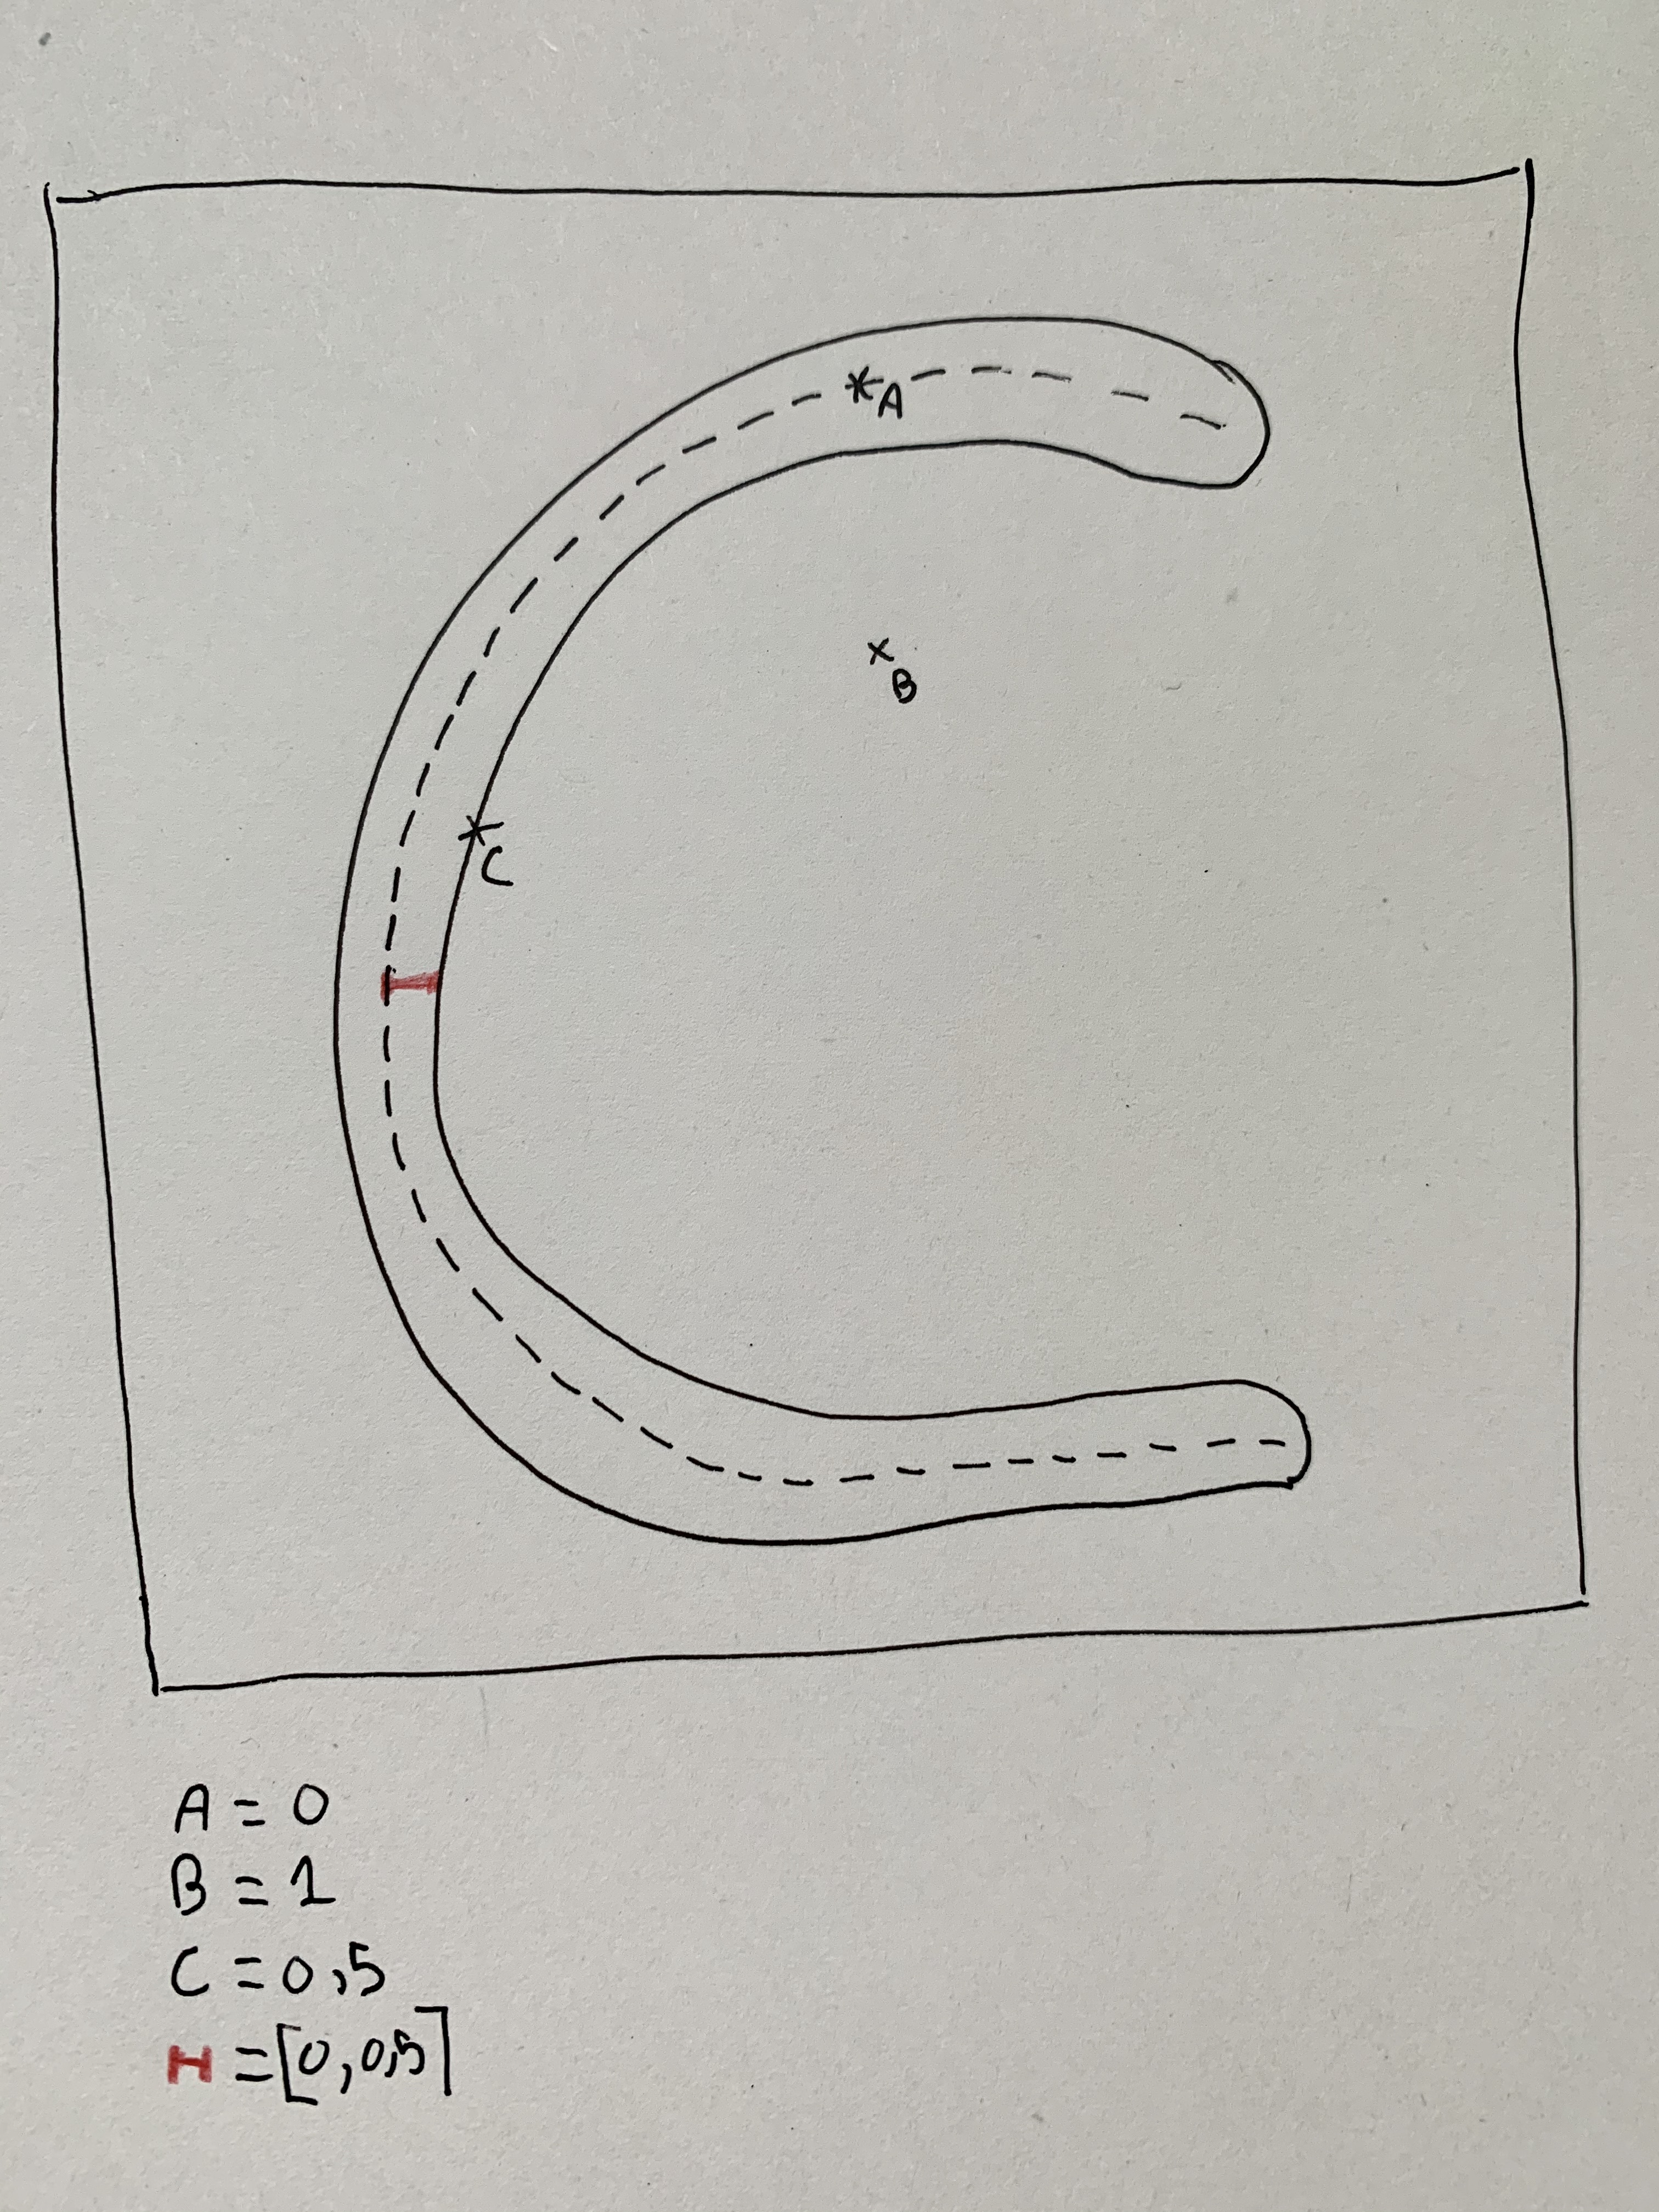 A
B
C
A = 0
B = 1
C = 0,5
H = [0, 0,5]